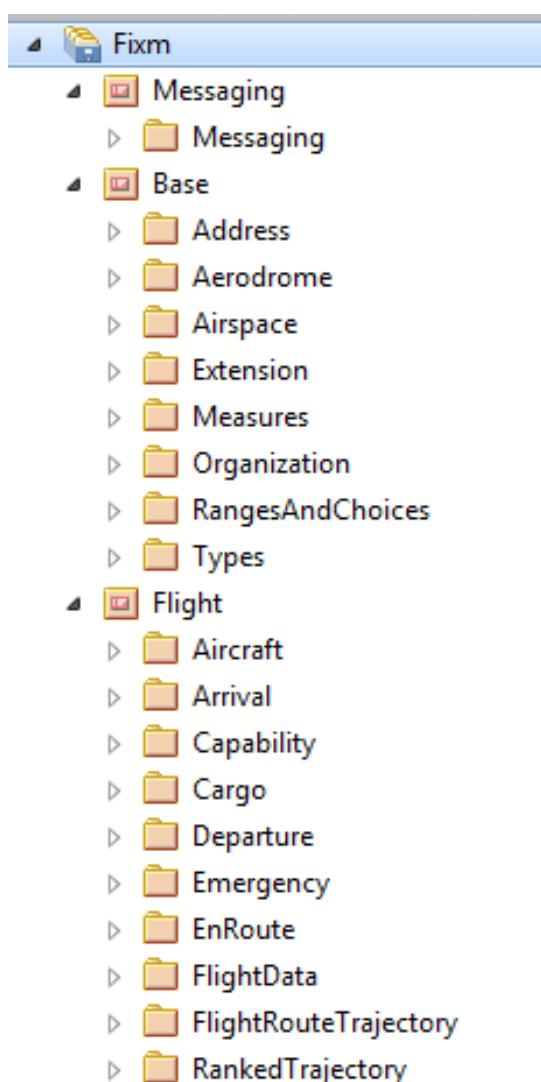 Fixm
Messaging
Messaging
Base
Address
Aerodrome
Airspace
Extension
Measures
Organization
RangesAndChoices
Types
Flight
Aircraft
Arrival
Capability
Cargo
Departure
Emergency
EnRoute
FlightData
FlightRouteTrajectory
RankedTrajectory